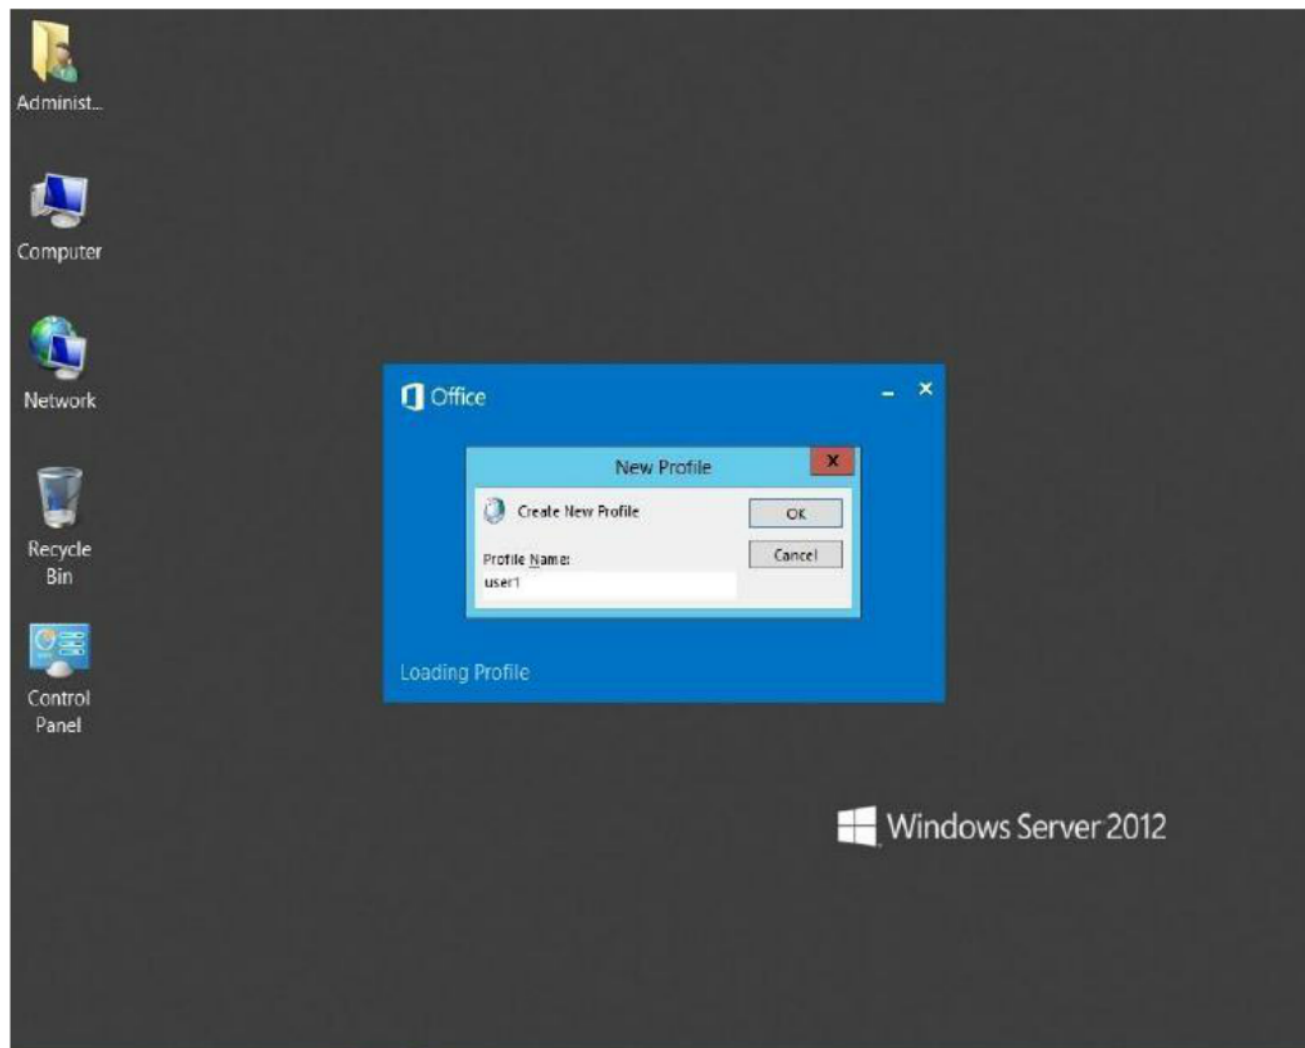 Administ...
Computer
Network
Recycle
Bin
Control
Panel
Office
New Profile
X
Create New Profile
OK
Profile Name:
Cancel
user1
Loading Profile
Windows Server 2012